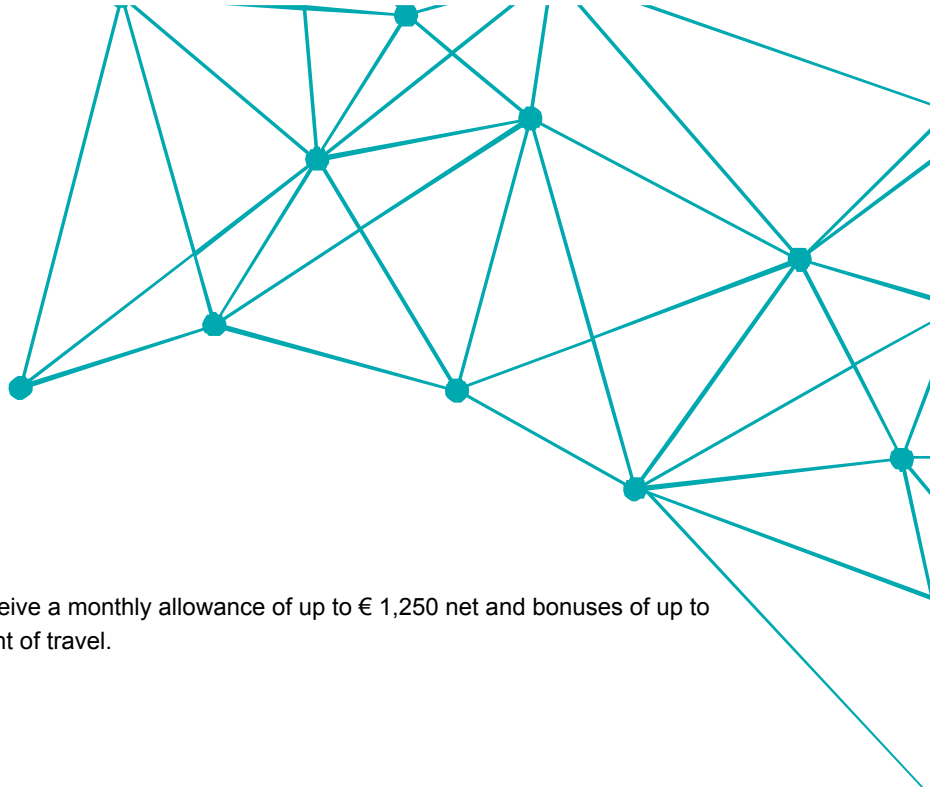 eive a monthly allowance of up to € 1,250 net and bonuses of up to
nt of travel.